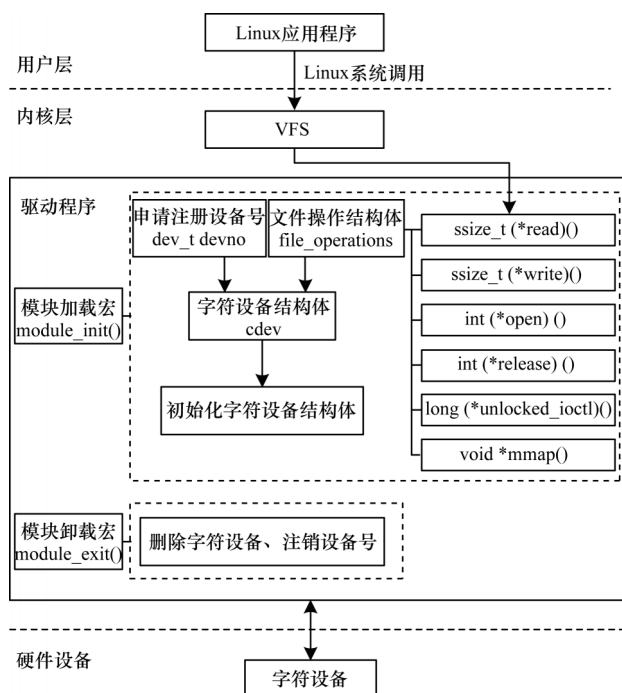 Linux应用程序
用户层
Linux系统调用
内核层
VFS
驱动程序
申请注册设备号
dev_t devno
文件操作结构体
file_operations
ssize_t (*read)()
ssize_t (*write)()
模块加载宏
module_init()
字符设备结构体
cdev
int (*open) ()
int (*release) ()
初始化字符设备结构体
long (*unlocked_ioctl)()
void *mmap()
模块卸载宏
module_exit()
删除字符设备、注销设备号
硬件设备
字符设备